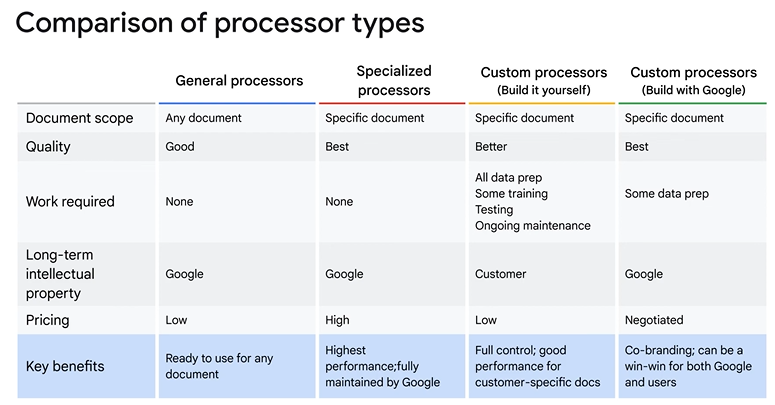 Comparison of processor types
General processors
Specialized
processors
Custom processors
(Build it yourself)
Custom processors
(Build with Google)
Document scope
Any document
Specific document
Specific document
Specific document
Quality
Good
Best
Better
Best
Work required
None
None
All data prep
Some training
Testing
Ongoing maintenance
Some data prep
Long-term
intellectual
property
Google
Google
Customer
Google
Pricing
Low
High
Low
Negotiated
Key benefits
Ready to use for any
document
Highest
performance;fully
maintained by Google
Full control; good
performance for
customer-specific docs
Co-branding; can be a
win-win for both Google
and users